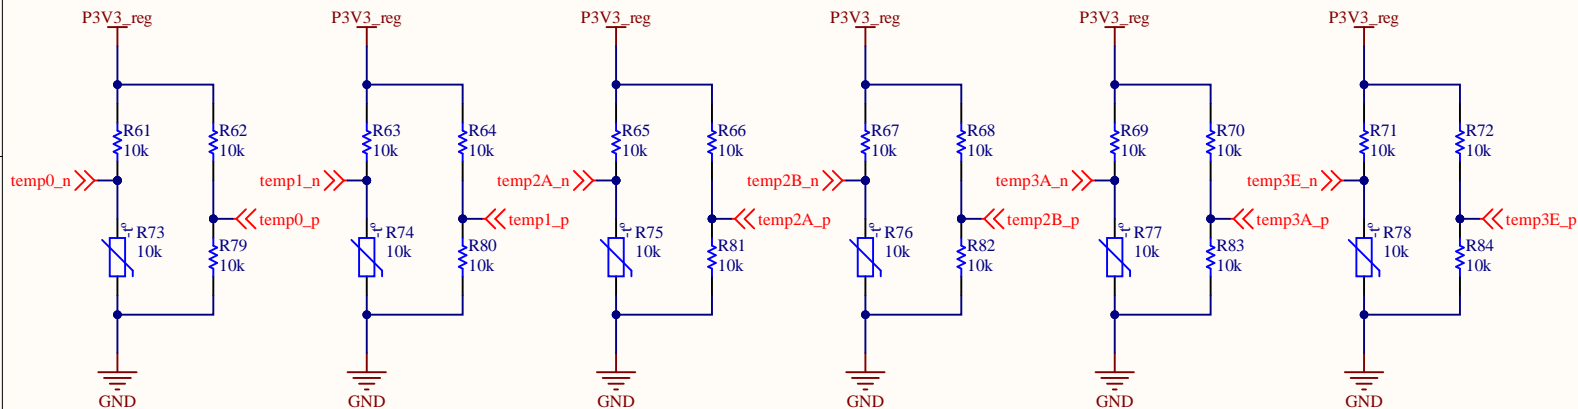 P3V3_reg P3V3_reg P3V3_reg P3V3_reg P3V3_reg P3V3_reg
R61 R62 R63 R64 R65 R66 R67 R68 R69 R70 R71 R72
10k 10k 10k 10k 10k 10k 10k 10k 10k 10k 10k 10k
temp0_n temp1_n temp2A_n temp2B_n temp3A_n temp3E_n
temp0_p temp1_p temp2A_p temp2B_p temp3A_p temp3E_p
-t° -t° -t° -t° -t° -t°
R73 R79 R74 R80 R75 R81 R76 R82 R77 R83 R78 R84
10k 10k 10k 10k 10k 10k 10k 10k 10k 10k 10k 10k
GND GND GND GND GND GND